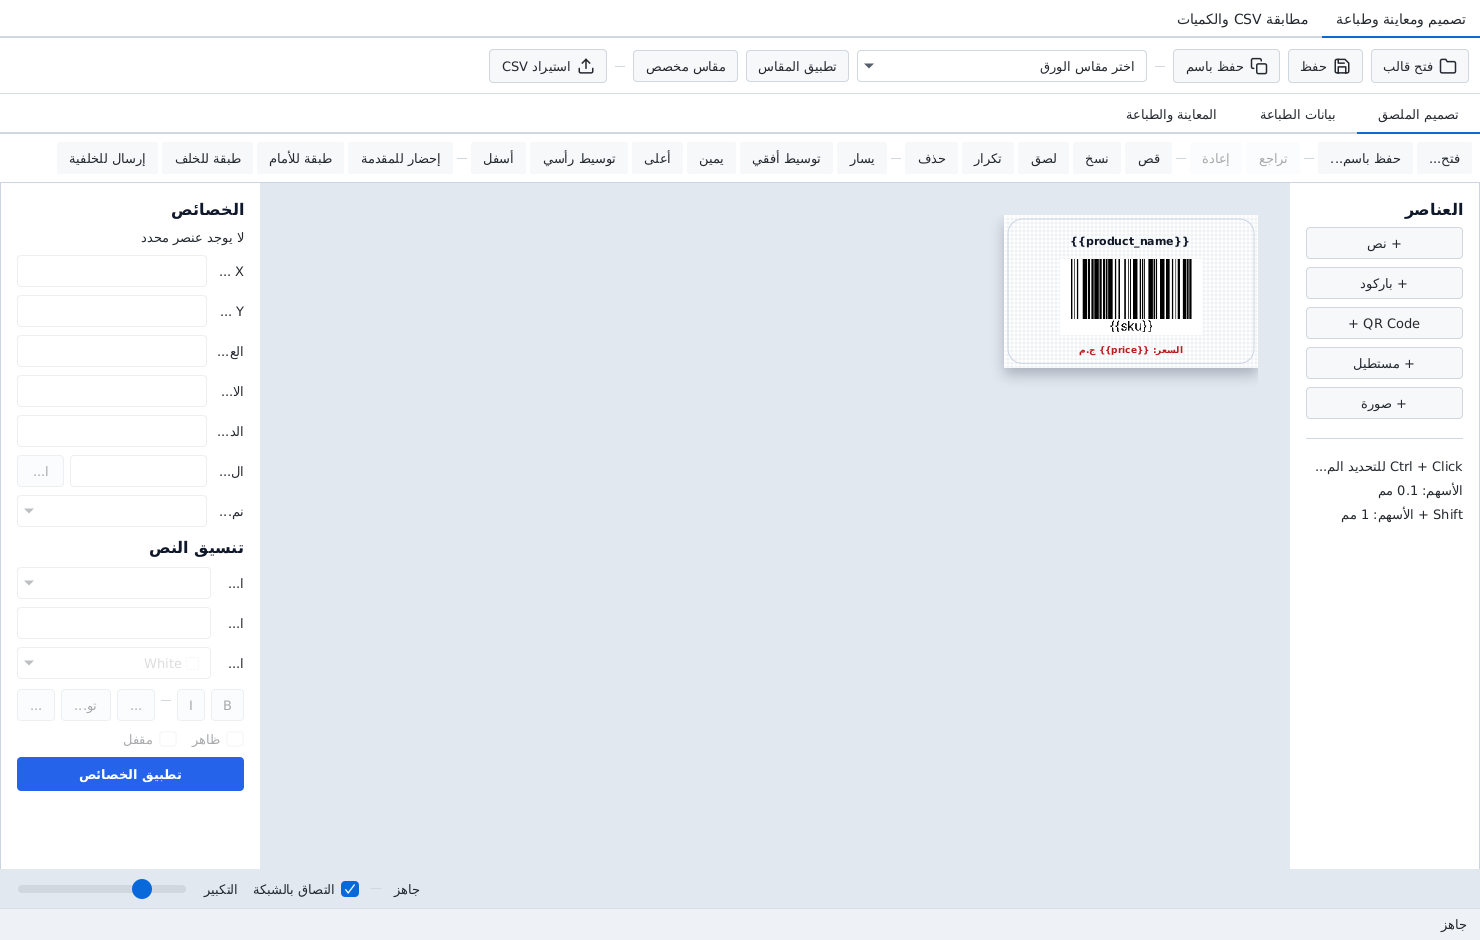 تصميم ومعاينة وطباعة
مطابقة CSV والكميات
فتح قالب
حفظ
حفظ باسم
اختر مقاس الورق
تطبيق المقاس
مقاس مخصص
استيراد CSV
تصميم الملصق
بيانات الطباعة
المعاينة والطباعة
فتح...
حفظ باسم...
تراجع
إعادة
قص
نسخ
لصق
تكرار
حذف
يسار
توسيط أفقي
يمين
أعلى
توسيط رأسي
أسفل
إحضار للمقدمة
طبقة للأمام
طبقة للخلف
إرسال للخلفية
العناصر
+ نص
+ باركود
+ QR Code
+ مستطيل
+ صورة
Ctrl + Click للتحديد الم...
الأسهم: 0.1 مم
Shift + الأسهم: 1 مم
{{product_name}}
{{sku}}
السعر: {{price}} ج.م
الخصائص
لا يوجد عنصر محدد
X ...
Y ...
الع...
الا...
الد...
ال...
ا...
نم...
تنسيق النص
ا...
ا...
ا...
White
B
I
...
تو...
...
ظاهر
مقفل
تطبيق الخصائص
جاهز
التصاق بالشبكة
التكبير
جاهز